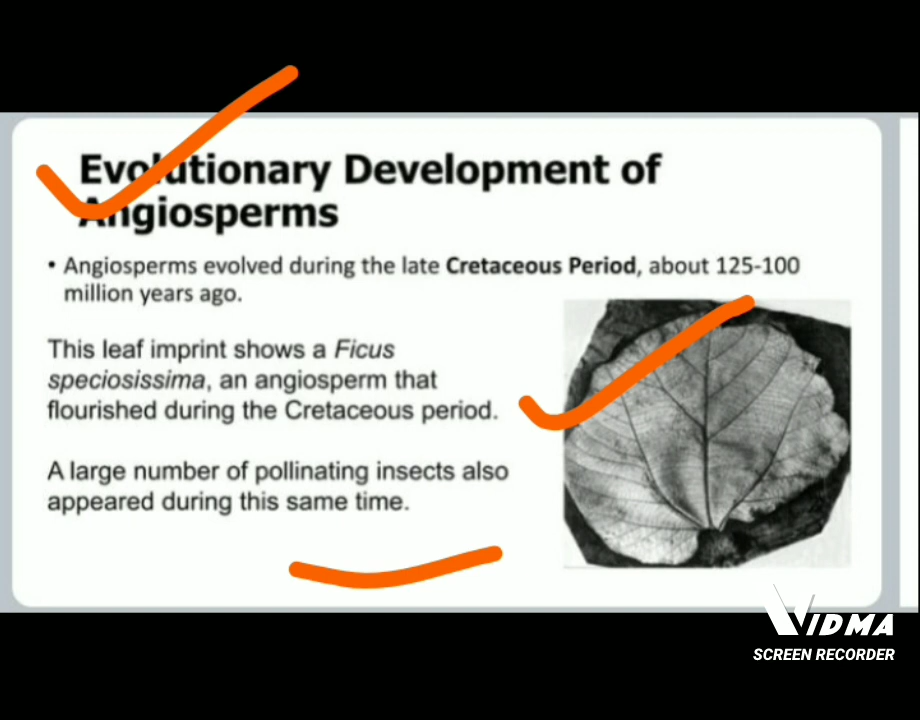 Evolutionary Development of
Angiosperms
• Angiosperms evolved during the late Cretaceous Period, about 125-100
million years ago.
This leaf imprint shows a Ficus
speciosissima, an angiosperm that
flourished during the Cretaceous period.
A large number of pollinating insects also
appeared during this same time.
VIDMA
SCREEN RECORDER